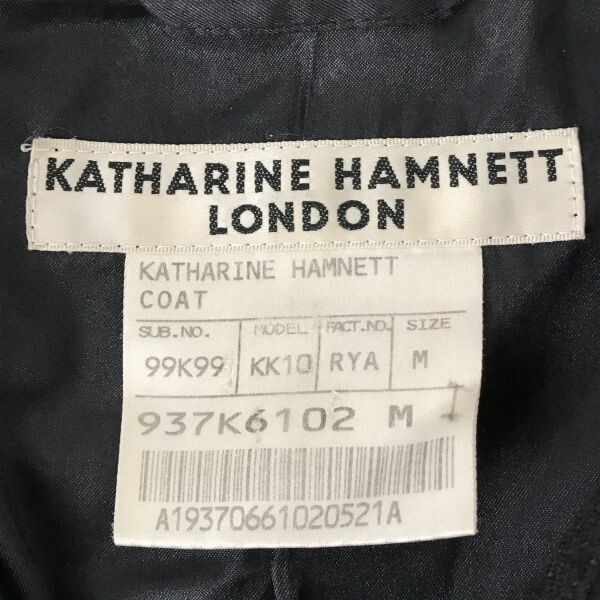 KATHARINE HAMNETT
LONDON
KATHARINE HAMNETT
COAT
SUB.NO. MODEL FACT.NO. SIZE
99K99 KK10 RYA M
937K6102 M
A19370661020521A